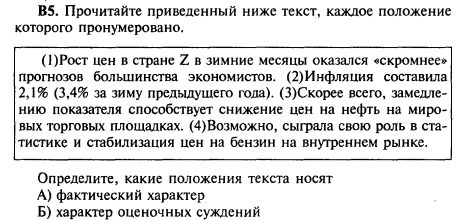 В5. Прочитайте приведенный ниже текст, каждое положение
которого пронумеровано.
(1)Рост цен в стране Z в зимние месяцы оказался «скромнее»
прогнозов большинства экономистов. (2)Инфляция составила
2,1% (3,4% за зиму предыдущего года). (3)Скорее всего, замедле-
нию показателя способствует снижение цен на нефть на миро-
вых торговых площадках. (4)Возможно, сыграла свою роль в ста-
тистике и стабилизация цен на бензин на внутреннем рынке.
Определите, какие положения текста носят
А) фактический характер
Б) характер оценочных суждений